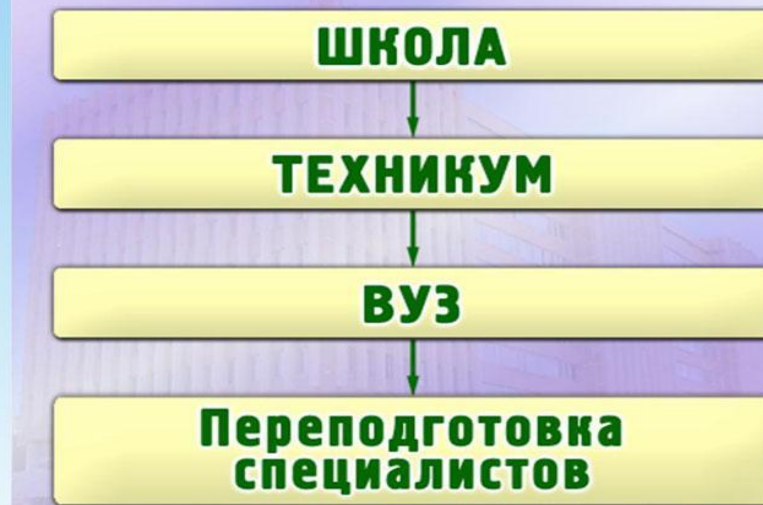 ШКОЛА
ТЕХНИКУМ
ВУЗ
Переподготовка
специалистов